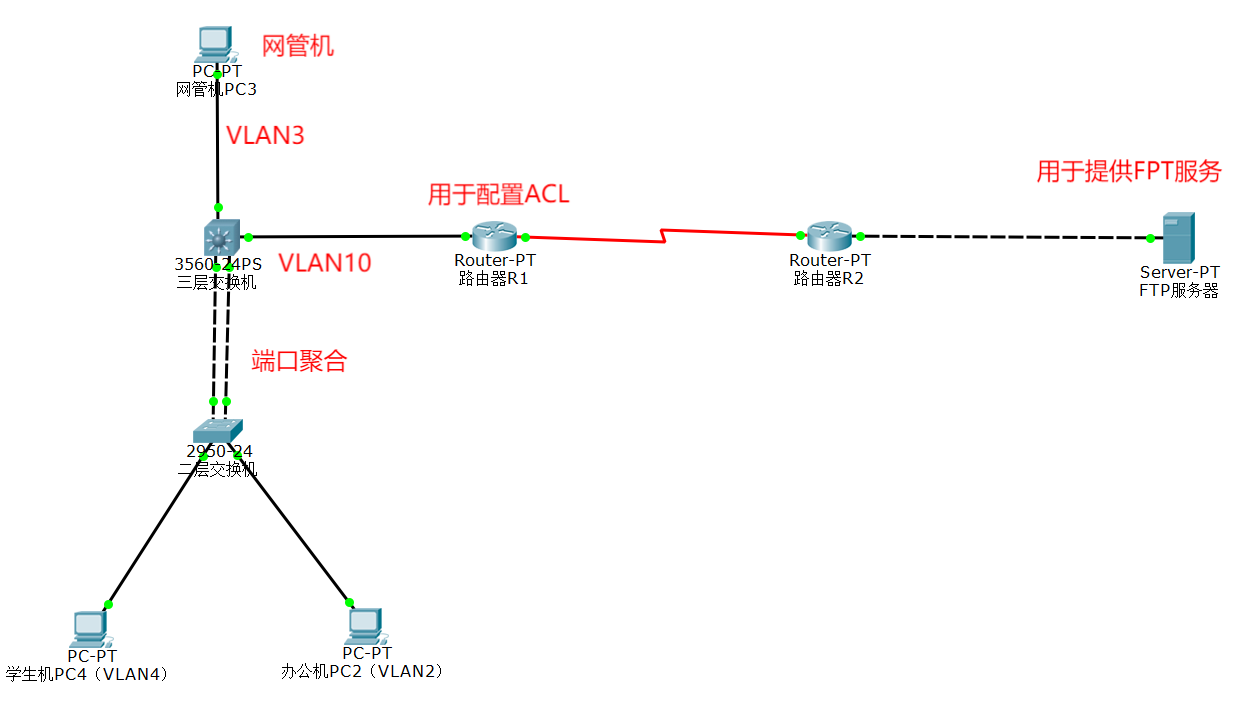 网管机
PC-PT
网管机PC3
VLAN3
用于配置ACL
用于提供FPT服务
3560-24PS
三层交换机
VLAN10
Router-PT
路由器R1
Router-PT
路由器R2
Server-PT
FTP服务器
端口聚合
2950-24
二层交换机
PC-PT
学生机PC4（VLAN4）
PC-PT
办公机PC2（VLAN2）